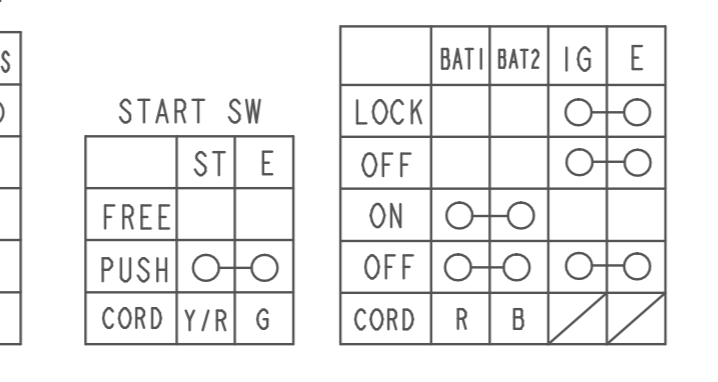 S
START SW
ST E
FREE
PUSH
CORD Y/R G
BAT1 BAT2 IG E
LOCK
OFF
ON
OFF
CORD R B